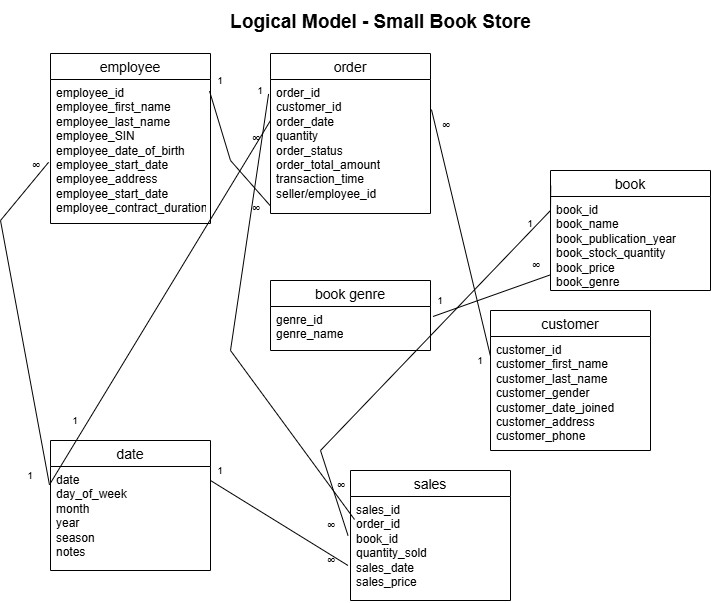 Logical Model - Small Book Store
employee
employee_id
employee_first_name
employee_last_name
employee_SIN
employee_date_of_birth
employee_start_date
employee_address
employee_start_date
employee_contract_duration
1
∞
order
order_id
customer_id
order_date
quantity
order_status
order_total_amount
transaction_time
seller/employee_id
1
∞
∞
∞
book
book_id
book_name
book_publication_year
book_stock_quantity
book_price
book_genre
1
∞
book genre
genre_id
genre_name
1
customer
customer_id
customer_first_name
customer_last_name
customer_gender
customer_date_joined
customer_address
customer_phone
1
date
date
day_of_week
month
year
season
notes
1
1
1
sales
sales_id
order_id
book_id
quantity_sold
sales_date
sales_price
∞
∞
∞